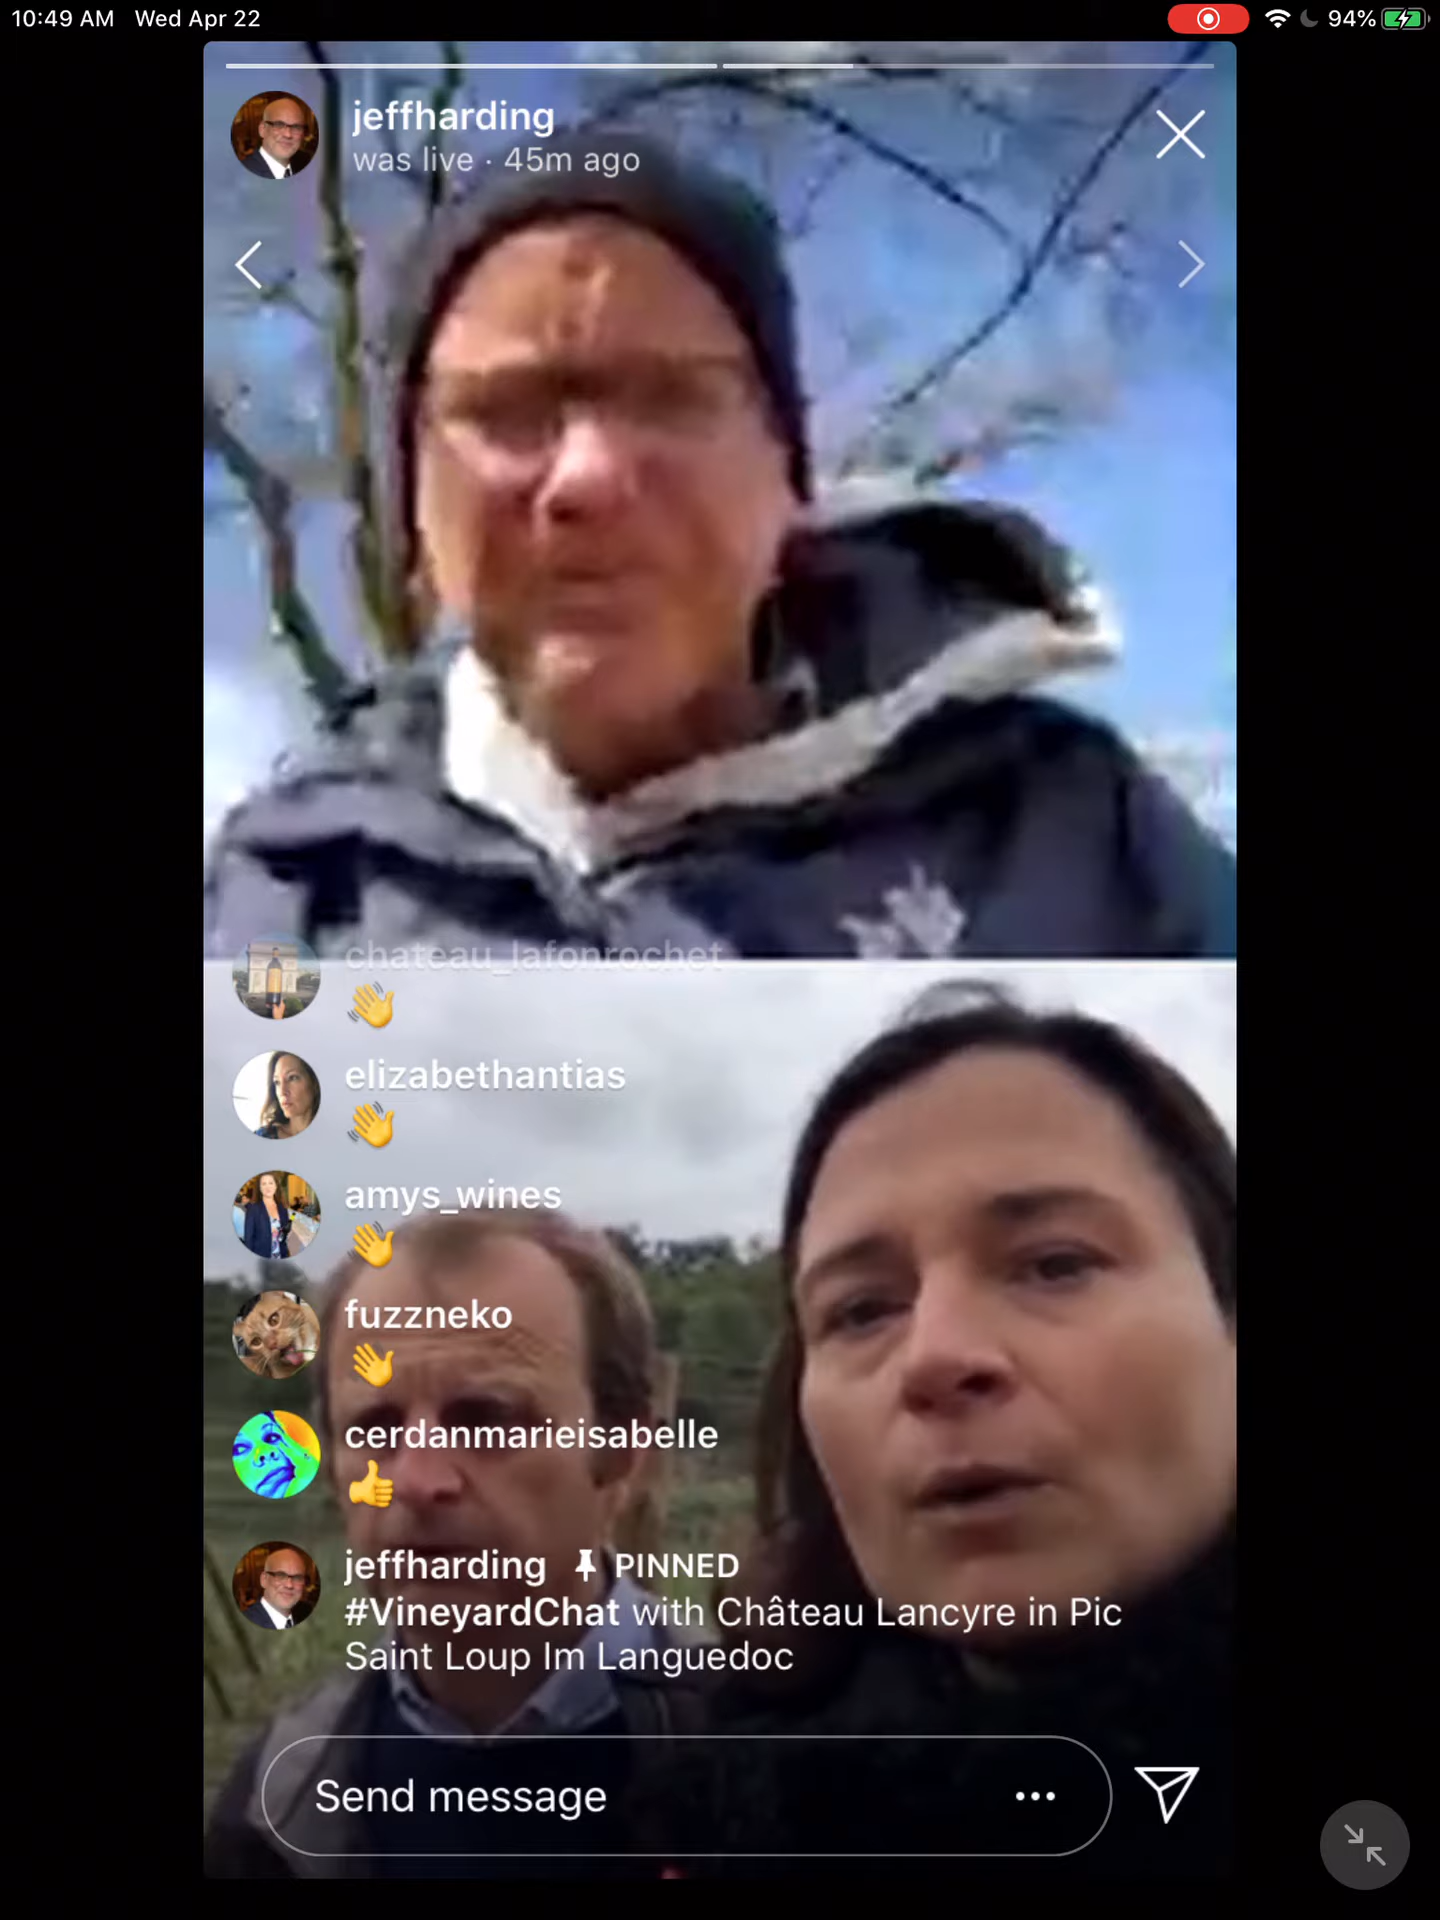 10:49 AM Wed Apr 22
94%
jeffharding
was live · 45m ago
chateau_lafonrochet
👋
elizabethantias
👋
amys_wines
👋
fuzzneko
👋
cerdanmarieisabelle
👍
jeffharding PINNED
#VineyardChat with Château Lancyre in Pic
Saint Loup Im Languedoc
Send message